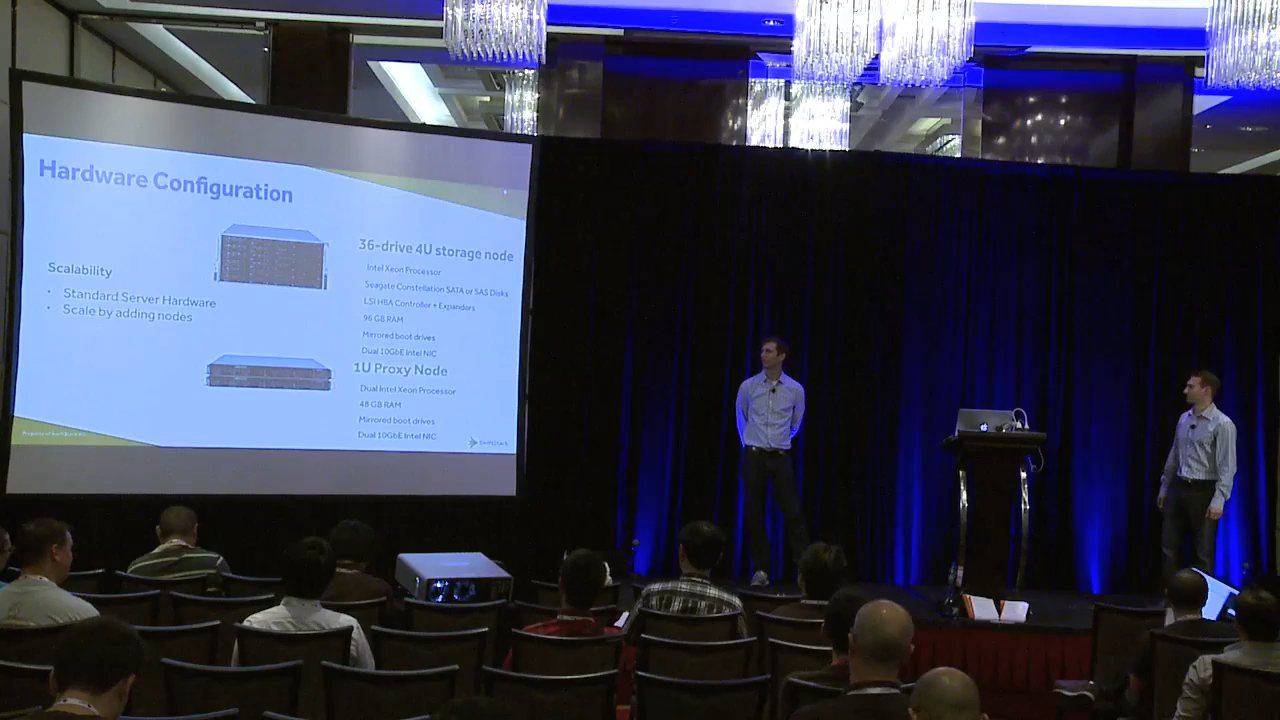 Hardware Configuration
36-drive 4U storage node
Intel Xeon Processor
Seagate Constellation SATA or SAS Disks
LSI HBA Controller + Expanders
96 GB RAM
Mirrored boot drives
Dual 10GbE Intel NIC
Scalability
• Standard Server Hardware
• Scale by adding nodes
1U Proxy Node
Dual Intel Xeon Processor
48 GB RAM
Mirrored boot drives
Dual 10GbE Intel NIC